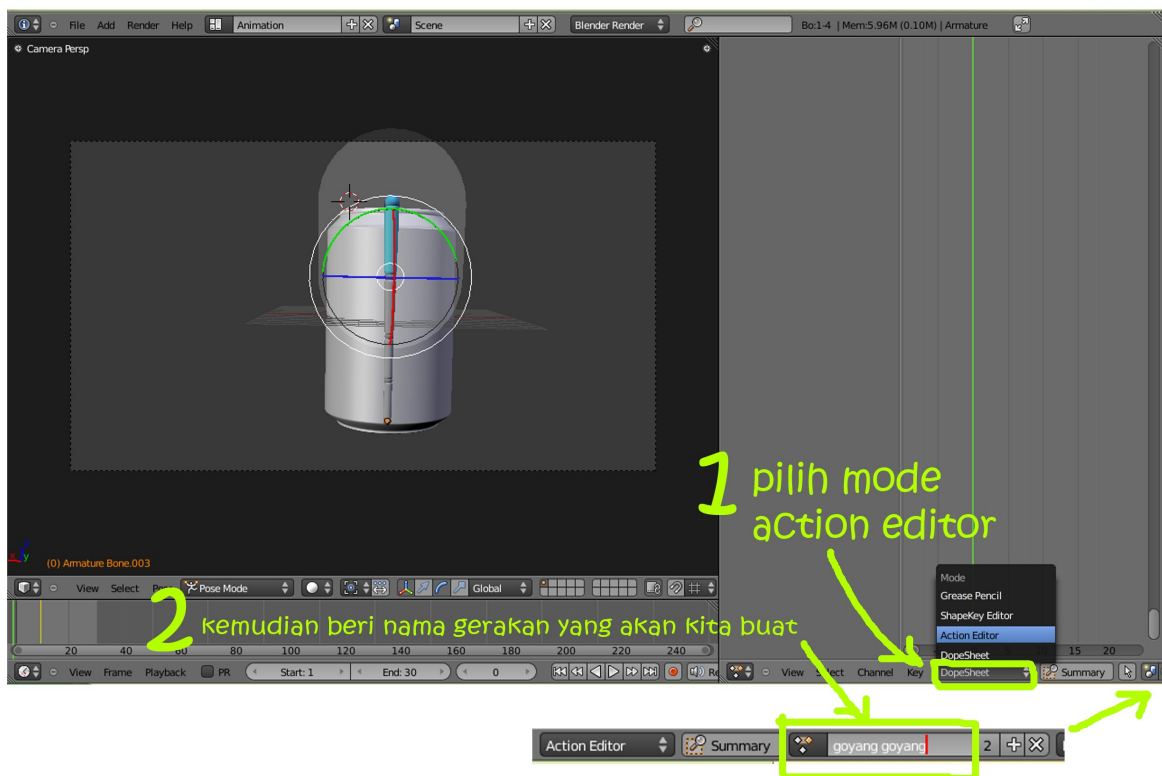 File Add Render Help Animation Scene Blender Render Bo:1-4 | Mem:5.96M (0.10M) | Armature
Camera Persp
1 pilih mode
action editor
(0) Armature Bone.003
View Select Pose Mode Global
2 kemudian beri nama gerakan yang akan kita buat
Mode
Grease Pencil
ShapeKey Editor
Action Editor
DopeSheet
20 40 60 80 100 120 140 160 180 200 220 240
15 20
View Frame Playback PR Start: 1 End: 30 0
View Select Channel Key DopeSheet Summary
Action Editor Summary goyang goyang 2